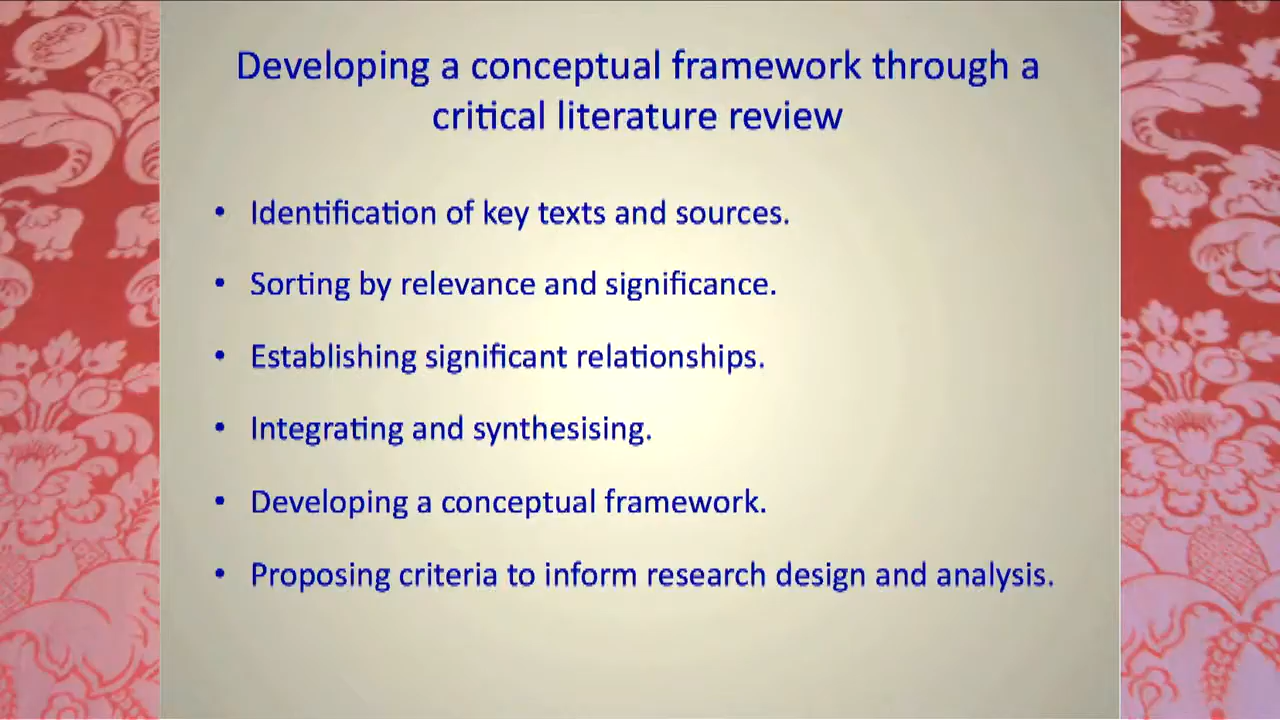 Developing a conceptual framework through a
critical literature review
• Identification of key texts and sources.
• Sorting by relevance and significance.
• Establishing significant relationships.
• Integrating and synthesising.
• Developing a conceptual framework.
• Proposing criteria to inform research design and analysis.